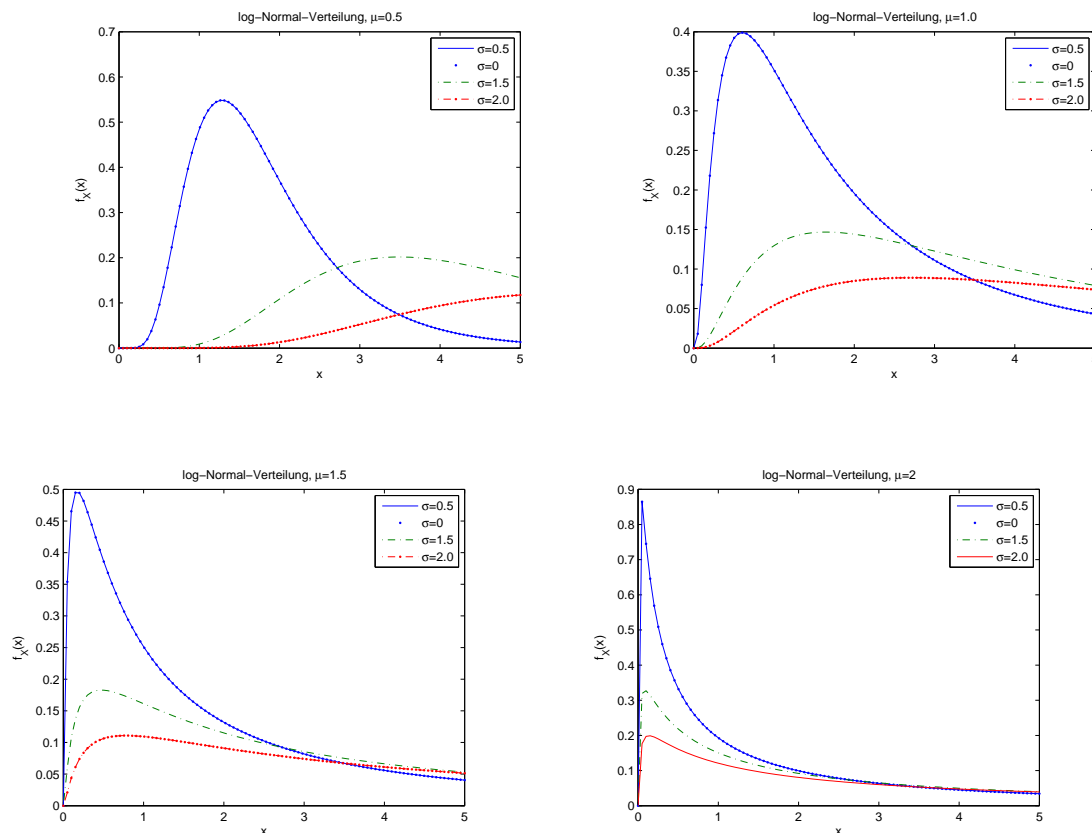 log-Normal-Verteilung, μ=0.5
0.7
0.6
0.5
0.4
0.3
0.2
0.1
0
f_X(x)
σ=0.5
σ=0
σ=1.5
σ=2.0
0 1 2 3 4 5
x
log-Normal-Verteilung, μ=1.0
0.4
0.35
0.3
0.25
0.2
0.15
0.1
0.05
0
f_X(x)
σ=0.5
σ=0
σ=1.5
σ=2.0
0 1 2 3 4
x
log-Normal-Verteilung, μ=1.5
0.5
0.45
0.4
0.35
0.3
0.25
0.2
0.15
0.1
0.05
0
f_X(x)
σ=0.5
σ=0
σ=1.5
σ=2.0
0 1 2 3 4 5
x
log-Normal-Verteilung, μ=2
0.9
0.8
0.7
0.6
0.5
0.4
0.3
0.2
0.1
0
f_X(x)
σ=0.5
σ=0
σ=1.5
σ=2.0
0 1 2 3 4 5
x